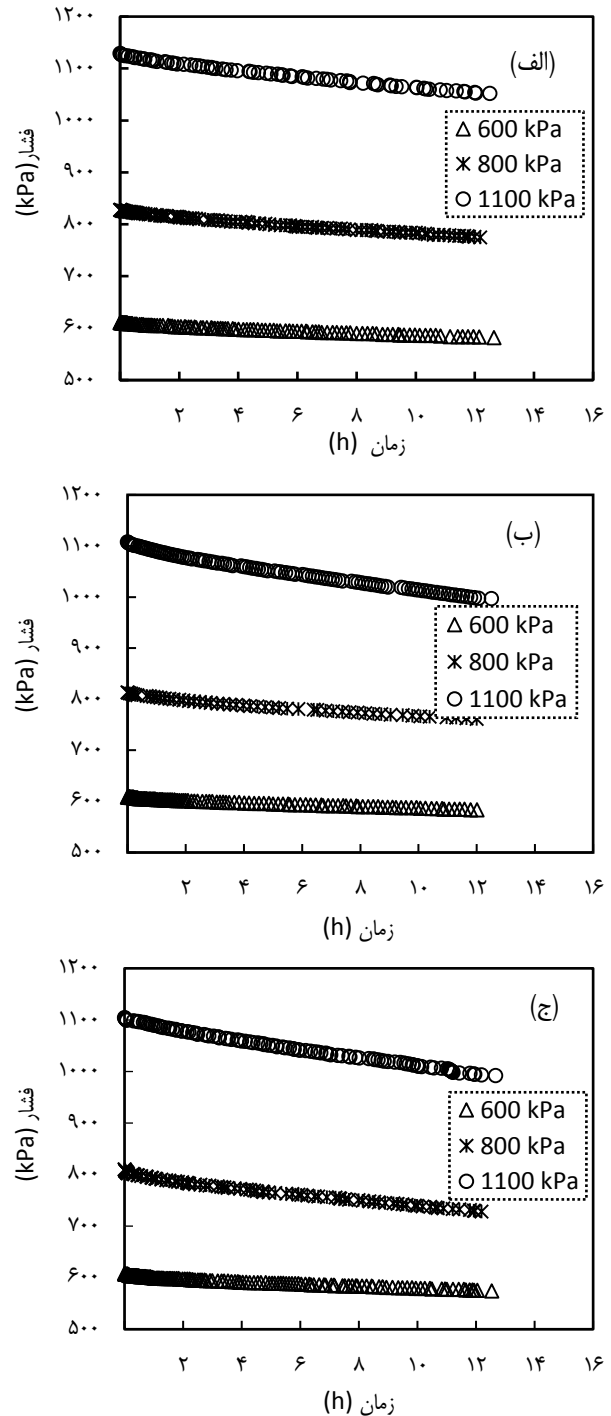 ۱۲۰۰
۱۱۰۰
۱۰۰۰
۹۰۰
۸۰۰
۷۰۰
۶۰۰
۵۰۰
فشار (kPa)
(الف)
600 kPa
800 kPa
1100 kPa
۲ ۴ ۶ ۸ ۱۰ ۱۲ ۱۴ ۱۶
زمان (h)
۱۲۰۰
۱۱۰۰
۱۰۰۰
۹۰۰
۸۰۰
۷۰۰
۶۰۰
۵۰۰
فشار (kPa)
(ب)
600 kPa
800 kPa
1100 kPa
۲ ۴ ۶ ۸ ۱۰ ۱۲ ۱۴ ۱۶
زمان (h)
۱۲۰۰
۱۱۰۰
۱۰۰۰
۹۰۰
۸۰۰
۷۰۰
۶۰۰
۵۰۰
فشار (kPa)
(ج)
600 kPa
800 kPa
1100 kPa
۲ ۴ ۶ ۸ ۱۰ ۱۲ ۱۴ ۱۶
زمان (h)